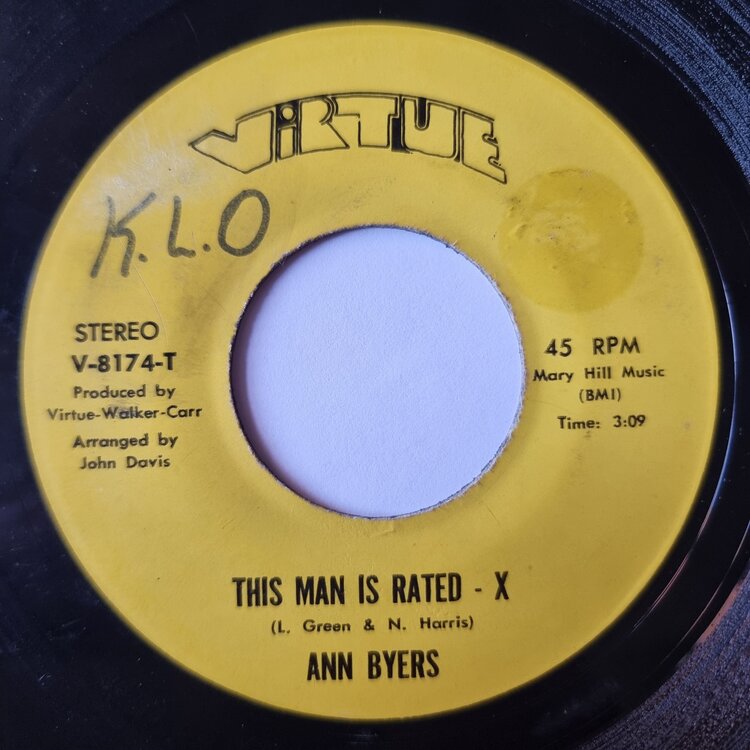 ViRTUE
K.L.O
STEREO
V-8174-T
Produced by
Virtue-Walker-Carr
Arranged by
John Davis
45 RPM
Mary Hill Music
(BMI)
Time: 3:09
THIS MAN IS RATED - X
(L. Green & N. Harris)
ANN BYERS